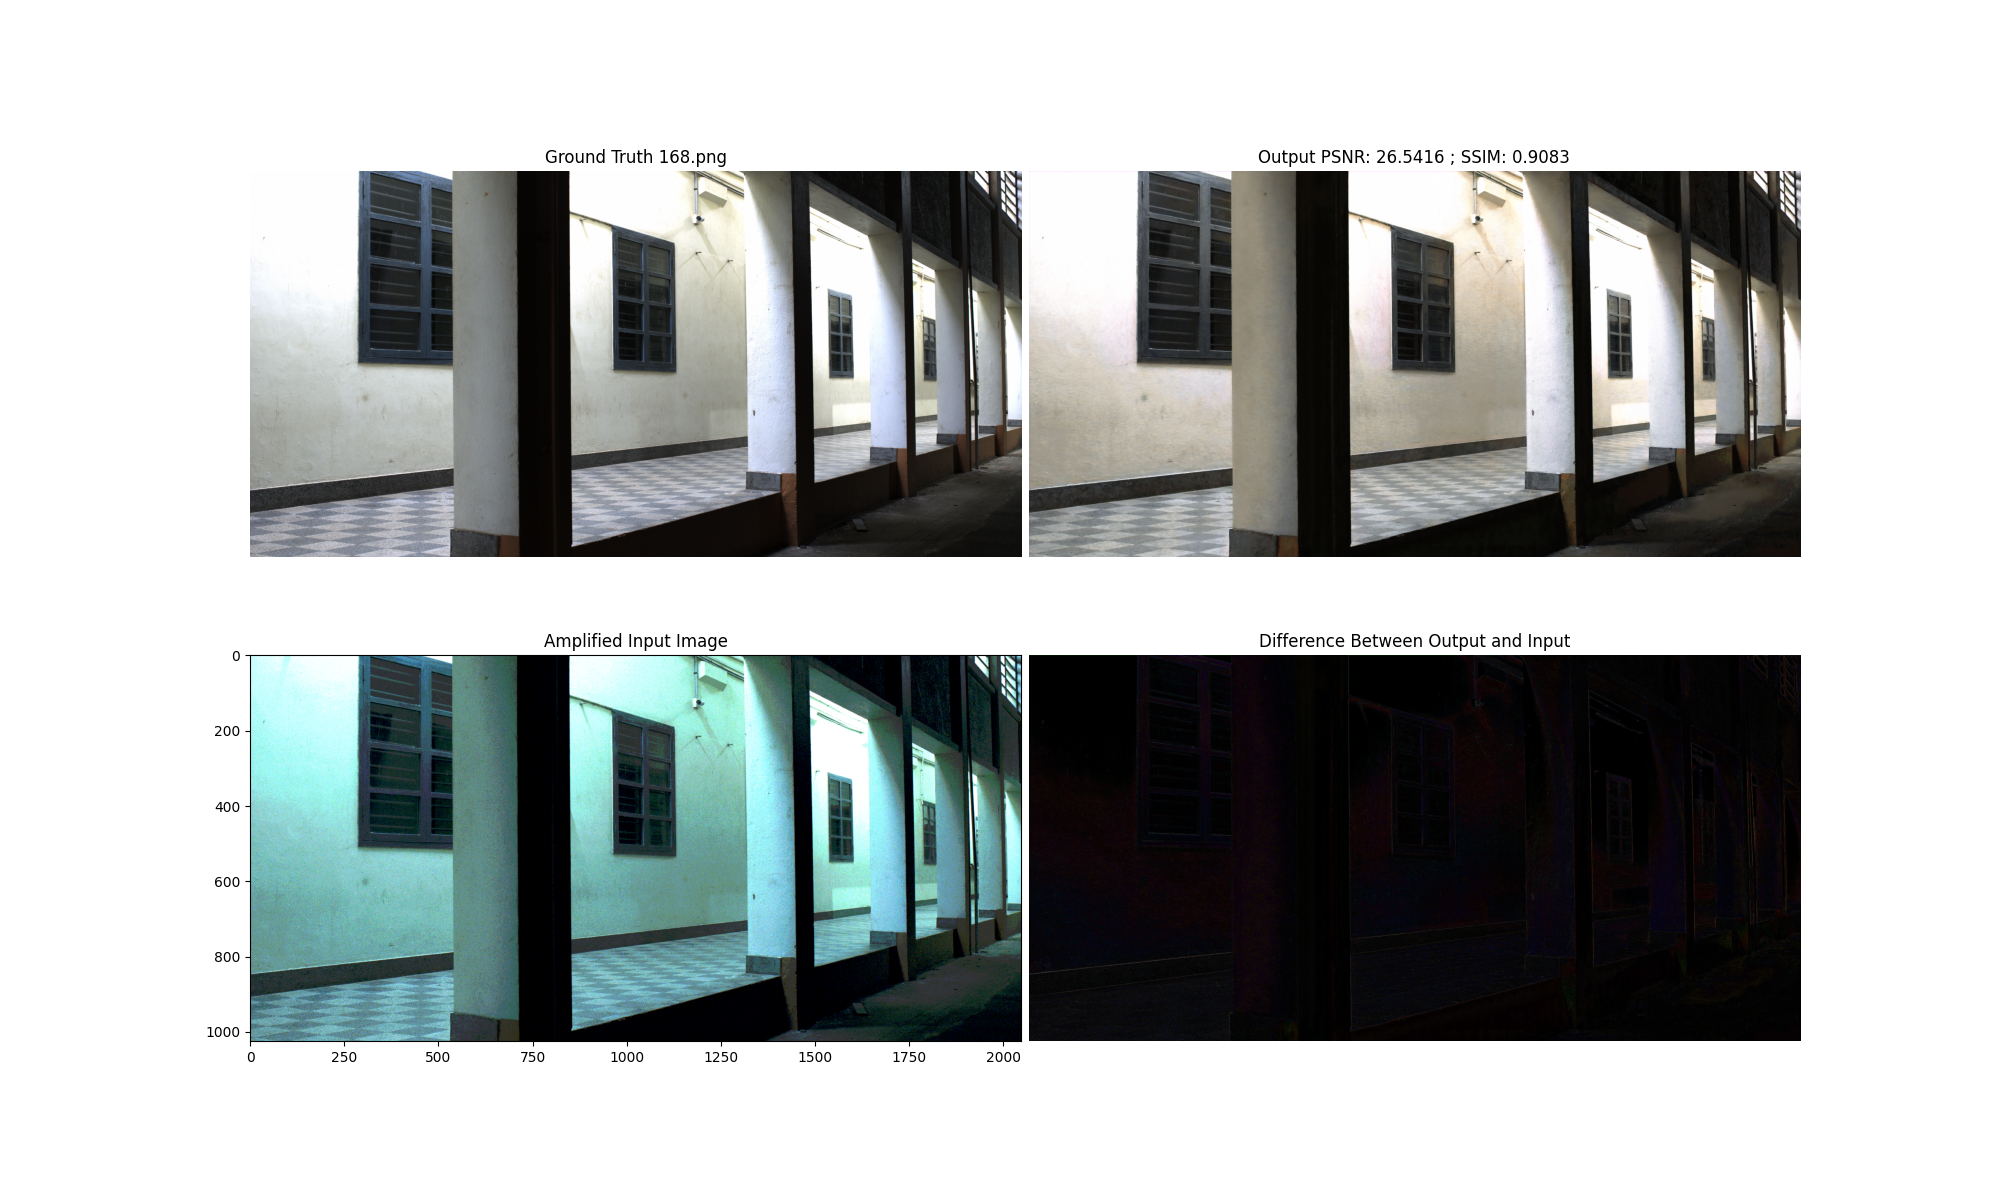 Ground Truth 168.png
Output PSNR: 26.5416 ; SSIM: 0.9083
Amplified Input Image
Difference Between Output and Input
0
200
400
600
800
1000
0 250 500 750 1000 1250 1500 1750 2000